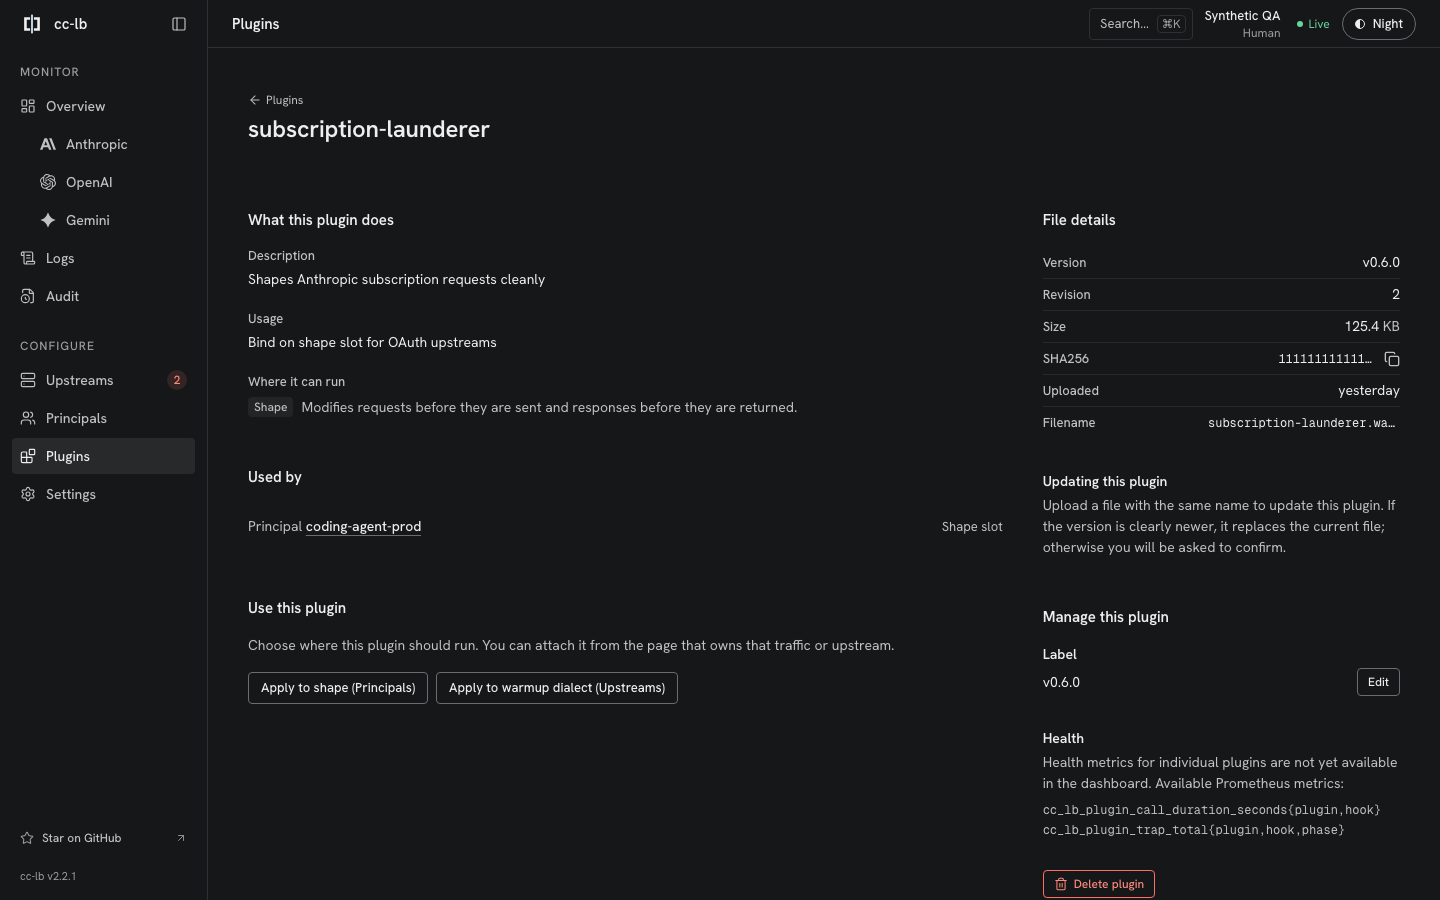 cc-lb
MONITOR
Overview
Anthropic
OpenAI
Gemini
Logs
Audit
CONFIGURE
Upstreams 2
Principals
Plugins
Settings
Star on GitHub
cc-lb v2.2.1
Plugins
Search... ⌘K
Synthetic QA
Human
Live
Night
Plugins
subscription-launderer
What this plugin does
Description
Shapes Anthropic subscription requests cleanly
Usage
Bind on shape slot for OAuth upstreams
Where it can run
Shape Modifies requests before they are sent and responses before they are returned.
Used by
Principal coding-agent-prod Shape slot
Use this plugin
Choose where this plugin should run. You can attach it from the page that owns that traffic or upstream.
Apply to shape (Principals) Apply to warmup dialect (Upstreams)
File details
Version v0.6.0
Revision 2
Size 125.4 KB
SHA256 111111111111…
Uploaded yesterday
Filename subscription-launderer.wa…
Updating this plugin
Upload a file with the same name to update this plugin. If
the version is clearly newer, it replaces the current file;
otherwise you will be asked to confirm.
Manage this plugin
Label
v0.6.0 Edit
Health
Health metrics for individual plugins are not yet available
in the dashboard. Available Prometheus metrics:
cc_lb_plugin_call_duration_seconds{plugin,hook}
cc_lb_plugin_trap_total{plugin,hook,phase}
Delete plugin